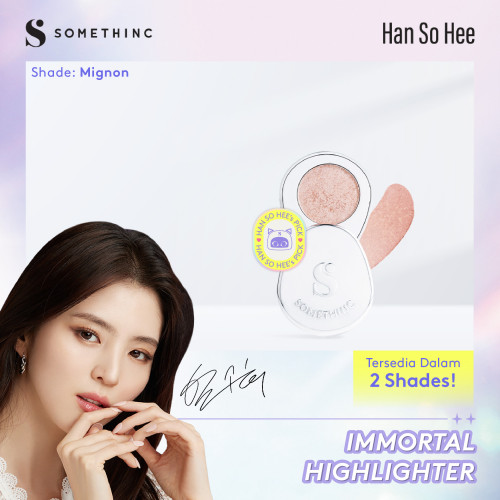 SOMETHINC
Han So Hee
Shade: Mignon
HAN SO HEE's PICK
HAN SO HEE's PICK
S
SOMETHINC
Tersedia Dalam
2 Shades!
IMMORTAL
HIGHLIGHTER